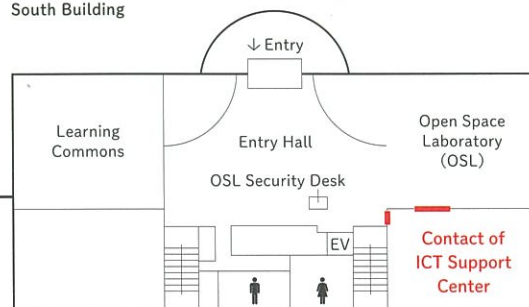 South Building
↓ Entry
Learning
Commons
Entry Hall
Open Space
Laboratory
(OSL)
OSL Security Desk
EV
Contact of
ICT Support
Center